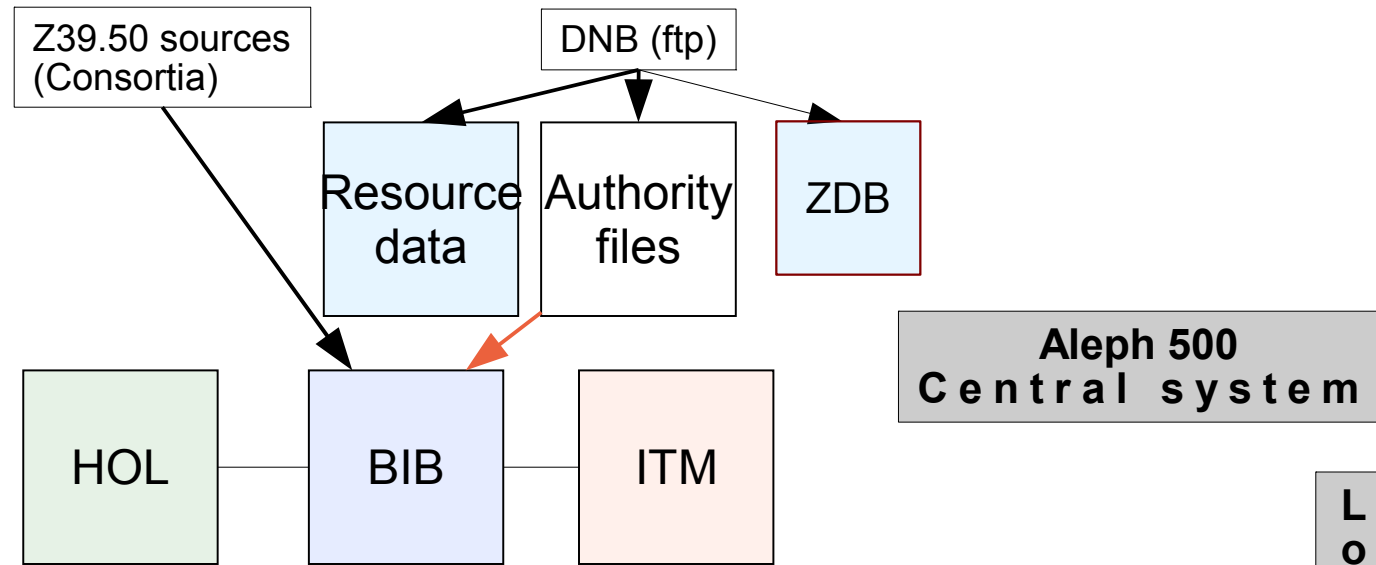 Z39.50 sources
(Consortia)
DNB (ftp)
Resource
data
Authority
files
ZDB
Aleph 500
Central system
HOL
BIB
ITM
L
o